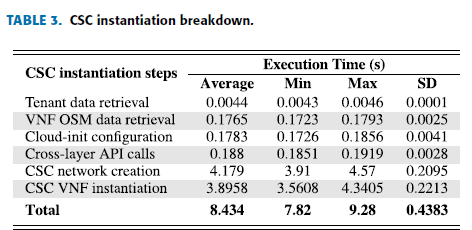 TABLE 3. CSC instantiation breakdown.
CSC instantiation steps Execution Time (s)
Average Min Max SD
Tenant data retrieval 0.0044 0.0043 0.0046 0.0001
VNF OSM data retrieval 0.1765 0.1723 0.1793 0.0025
Cloud-init configuration 0.1783 0.1726 0.1856 0.0041
Cross-layer API calls 0.188 0.1851 0.1919 0.0028
CSC network creation 4.179 3.91 4.57 0.2095
CSC VNF instantiation 3.8958 3.5608 4.3405 0.2213
Total 8.434 7.82 9.28 0.4383